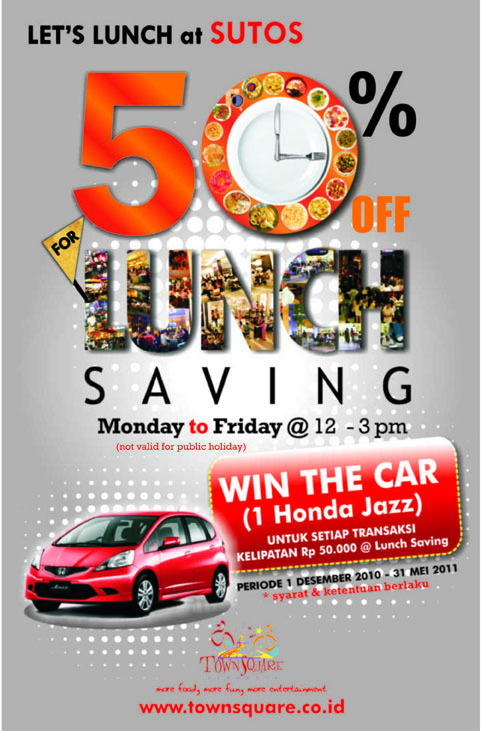 LET'S LUNCH at SUTOS
50%
OFF
FOR
LUNCH
SAVING
Monday to Friday @ 12 - 3 pm
(not valid for public holiday)
WIN THE CAR
(1 Honda Jazz)
UNTUK SETIAP TRANSAKSI
KELIPATAN Rp 50.000 @ Lunch Saving
PERIODE 1 DESEMBER 2010 - 31 MEI 2011
* syarat & ketentuan berlaku
TOWNSQUARE
more food, more fun, more entertainment
www.townsquare.co.id